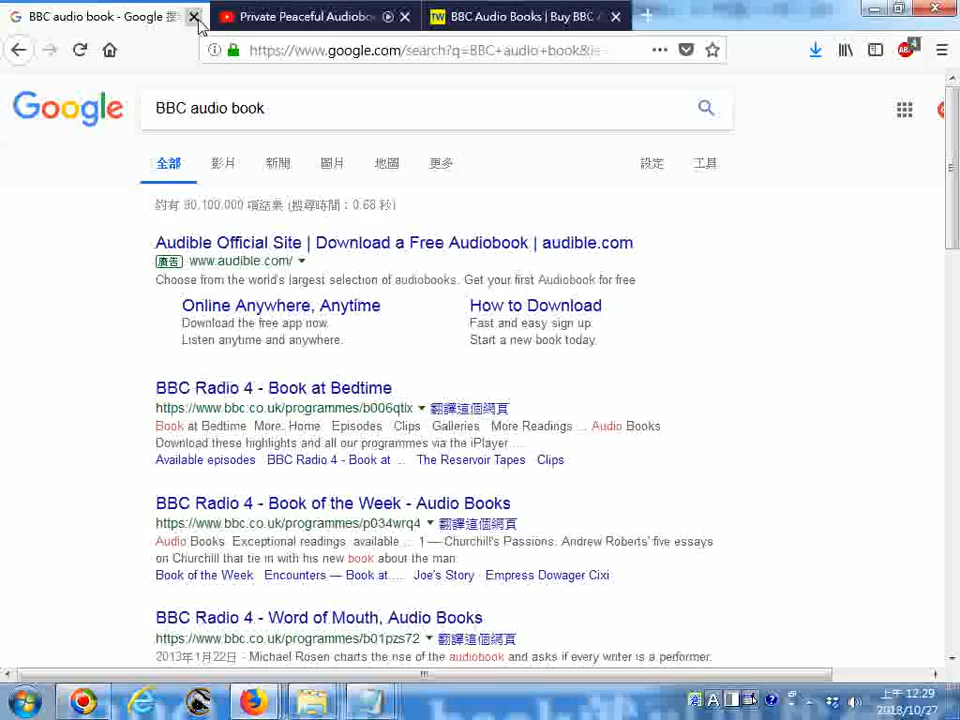 BBC audio book - Google 搜
Private Peaceful Audiobo
BBC Audio Books | Buy BBC
https://www.google.com/search?q=BBC+audio+book&ie
4
Google
BBC audio book
全部 影片 新聞 圖片 地圖 更多 設定 工具
約有 90,100,000 項結果 (搜尋時間：0.68 秒)
Audible Official Site | Download a Free Audiobook | audible.com
廣告 www.audible.com/
Choose from the world's largest selection of audiobooks. Get your first Audiobook for free
Online Anywhere, Anytime
Download the free app now.
Listen anytime and anywhere.
How to Download
Fast and easy sign up.
Start a new book today.
BBC Radio 4 - Book at Bedtime
https://www.bbc.co.uk/programmes/b006qtlx 翻譯這個網頁
Book at Bedtime More. Home Episodes Clips Galleries More Readings ... Audio Books
Download these highlights and all our programmes via the iPlayer ....
Available episodes · BBC Radio 4 - Book at ... · The Reservoir Tapes · Clips
BBC Radio 4 - Book of the Week - Audio Books
https://www.bbc.co.uk/programmes/p034wrq4 翻譯這個網頁
Audio Books Exceptional readings available ... 1 — Churchill's Passions. Andrew Roberts' five essays
on Churchill that tie in with his new book about the man.
Book of the Week · Encounters — Book at .... · Joe's Story · Empress Dowager Cixi
BBC Radio 4 - Word of Mouth, Audio Books
https://www.bbc.co.uk/programmes/b01pzs72 翻譯這個網頁
2013年1月22日 - Michael Rosen charts the rise of the audiobook and asks if every writer is a performer.
A
上午 12:29
2018/10/27